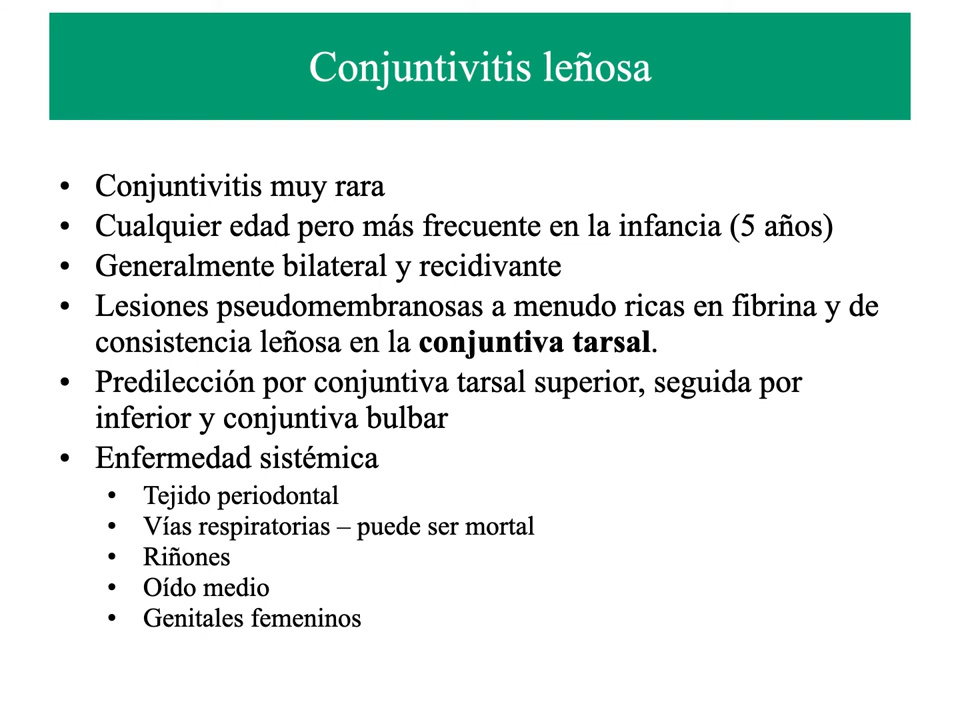 Conjuntivitis leñosa
• Conjuntivitis muy rara
• Cualquier edad pero más frecuente en la infancia (5 años)
• Generalmente bilateral y recidivante
• Lesiones pseudomembranosas a menudo ricas en fibrina y de
consistencia leñosa en la conjuntiva tarsal.
• Predilección por conjuntiva tarsal superior, seguida por
inferior y conjuntiva bulbar
• Enfermedad sistémica
• Tejido periodontal
• Vías respiratorias – puede ser mortal
• Riñones
• Oído medio
• Genitales femeninos